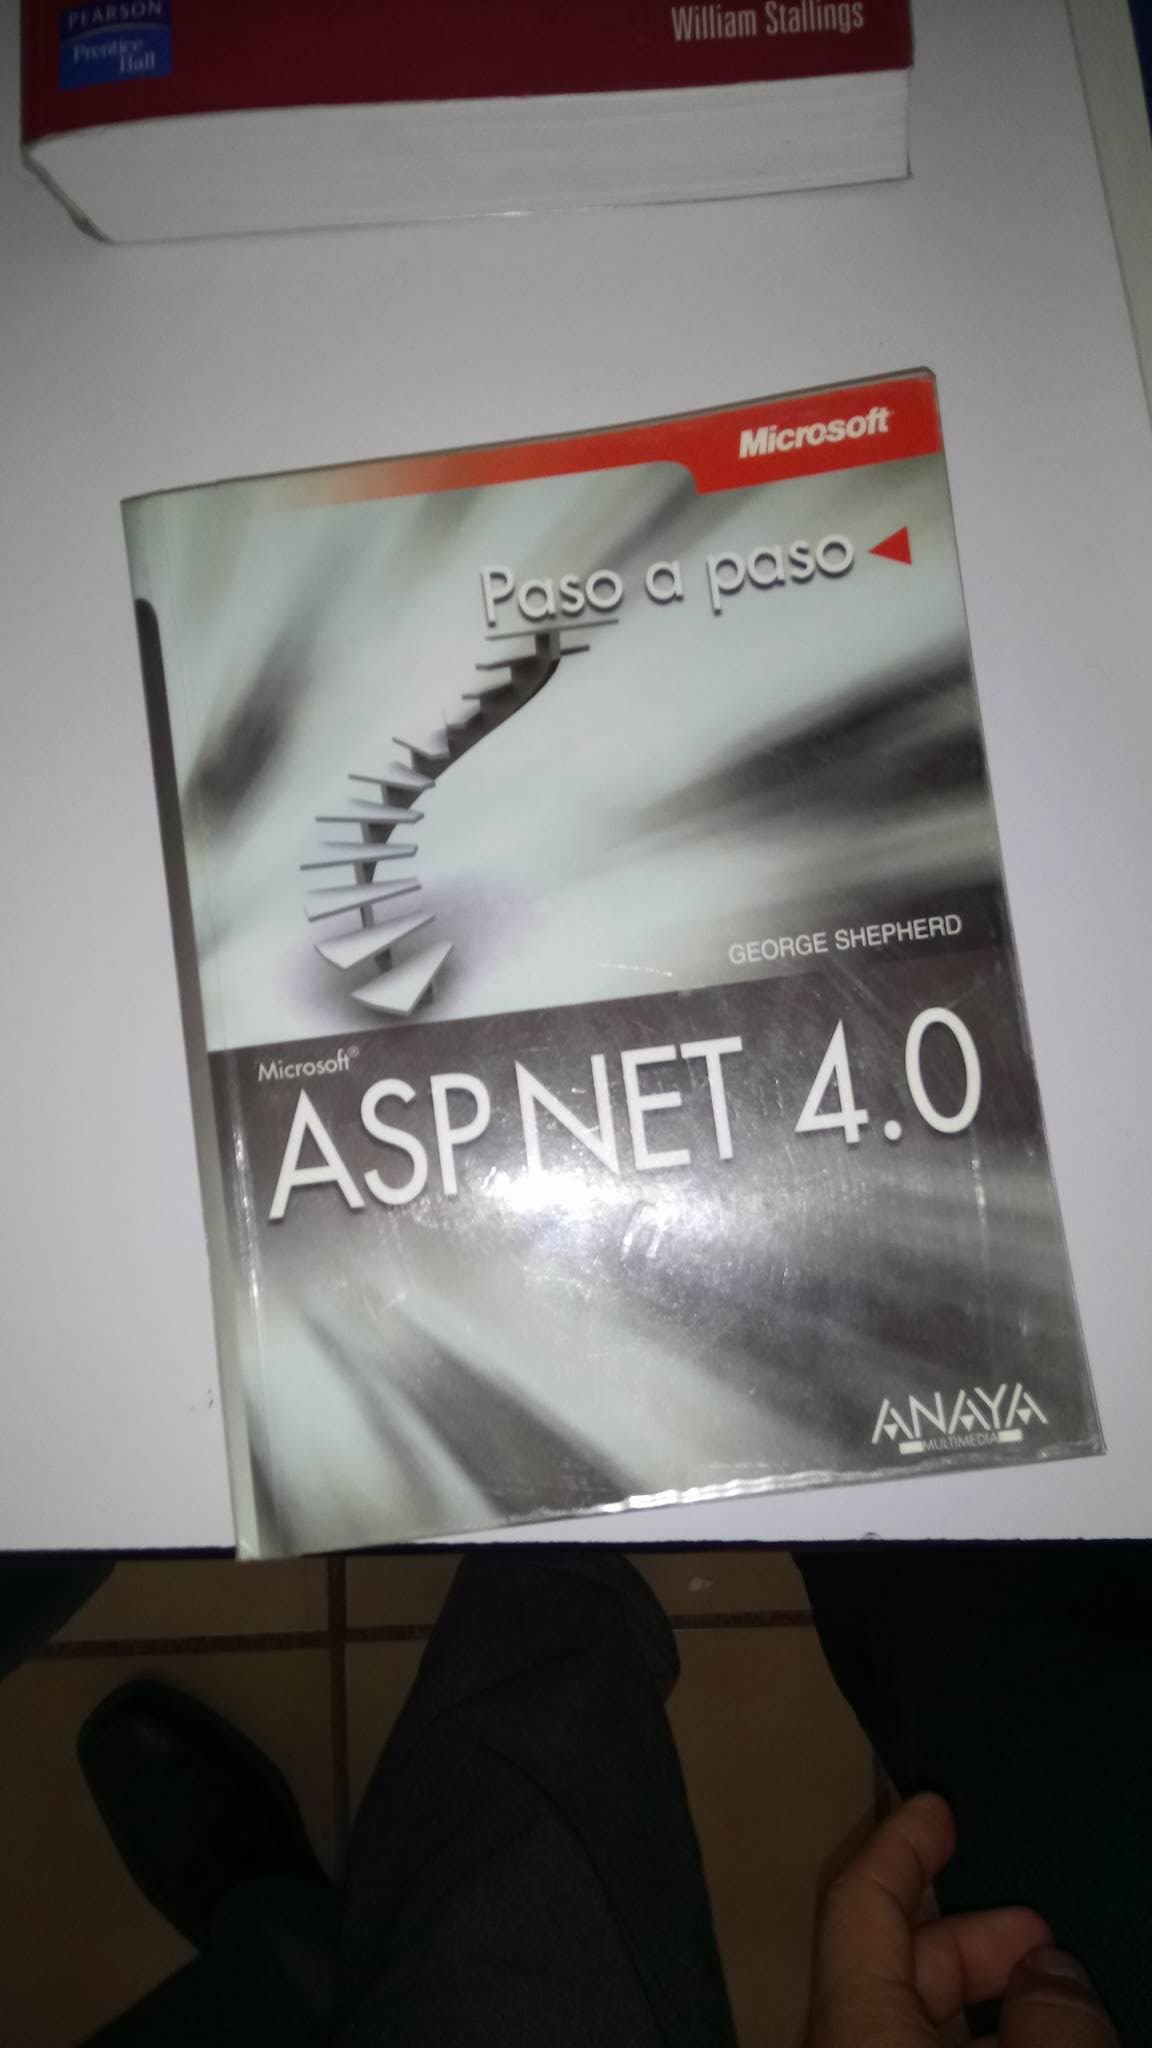 PEARSON
Prentice
Hall
William Stallings
Microsoft
Paso a paso
GEORGE SHEPHERD
Microsoft®
ASP NET 4.0
ANAYA
MULTIMEDIA